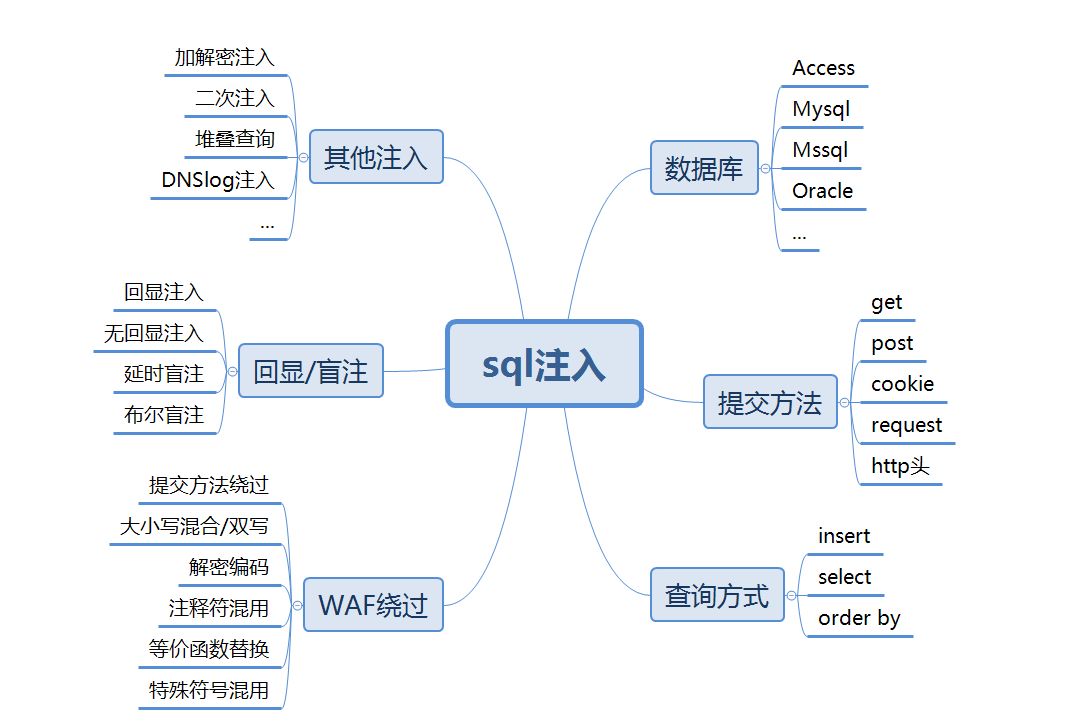 sql注入
其他注入
加解密注入
二次注入
堆叠查询
DNSlog注入
...
回显/盲注
回显注入
无回显注入
延时盲注
布尔盲注
WAF绕过
提交方法绕过
大小写混合/双写
解密编码
注释符混用
等价函数替换
特殊符号混用
数据库
Access
Mysql
Mssql
Oracle
...
提交方法
get
post
cookie
request
http头
查询方式
insert
select
order by